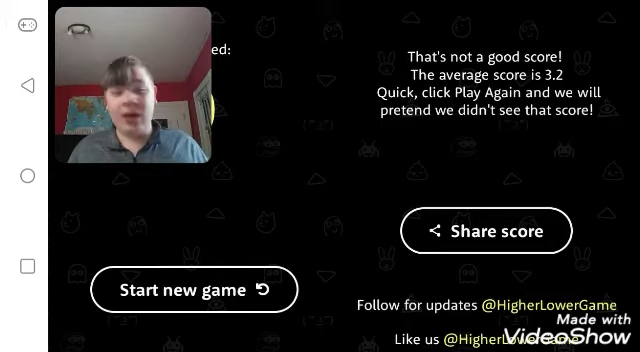 ed:
That's not a good score!
The average score is 3.2
Quick, click Play Again and we will
pretend we didn't see that score!
Share score
Start new game
Follow for updates @HigherLowerGame
Like us @HigherLowerGame
Made with
VideoShow